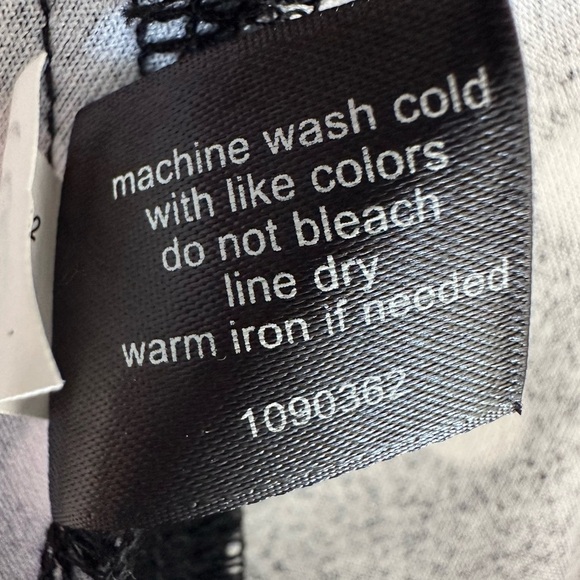 machine wash cold
with like colors
do not bleach
line dry
warm iron if needed
1090362